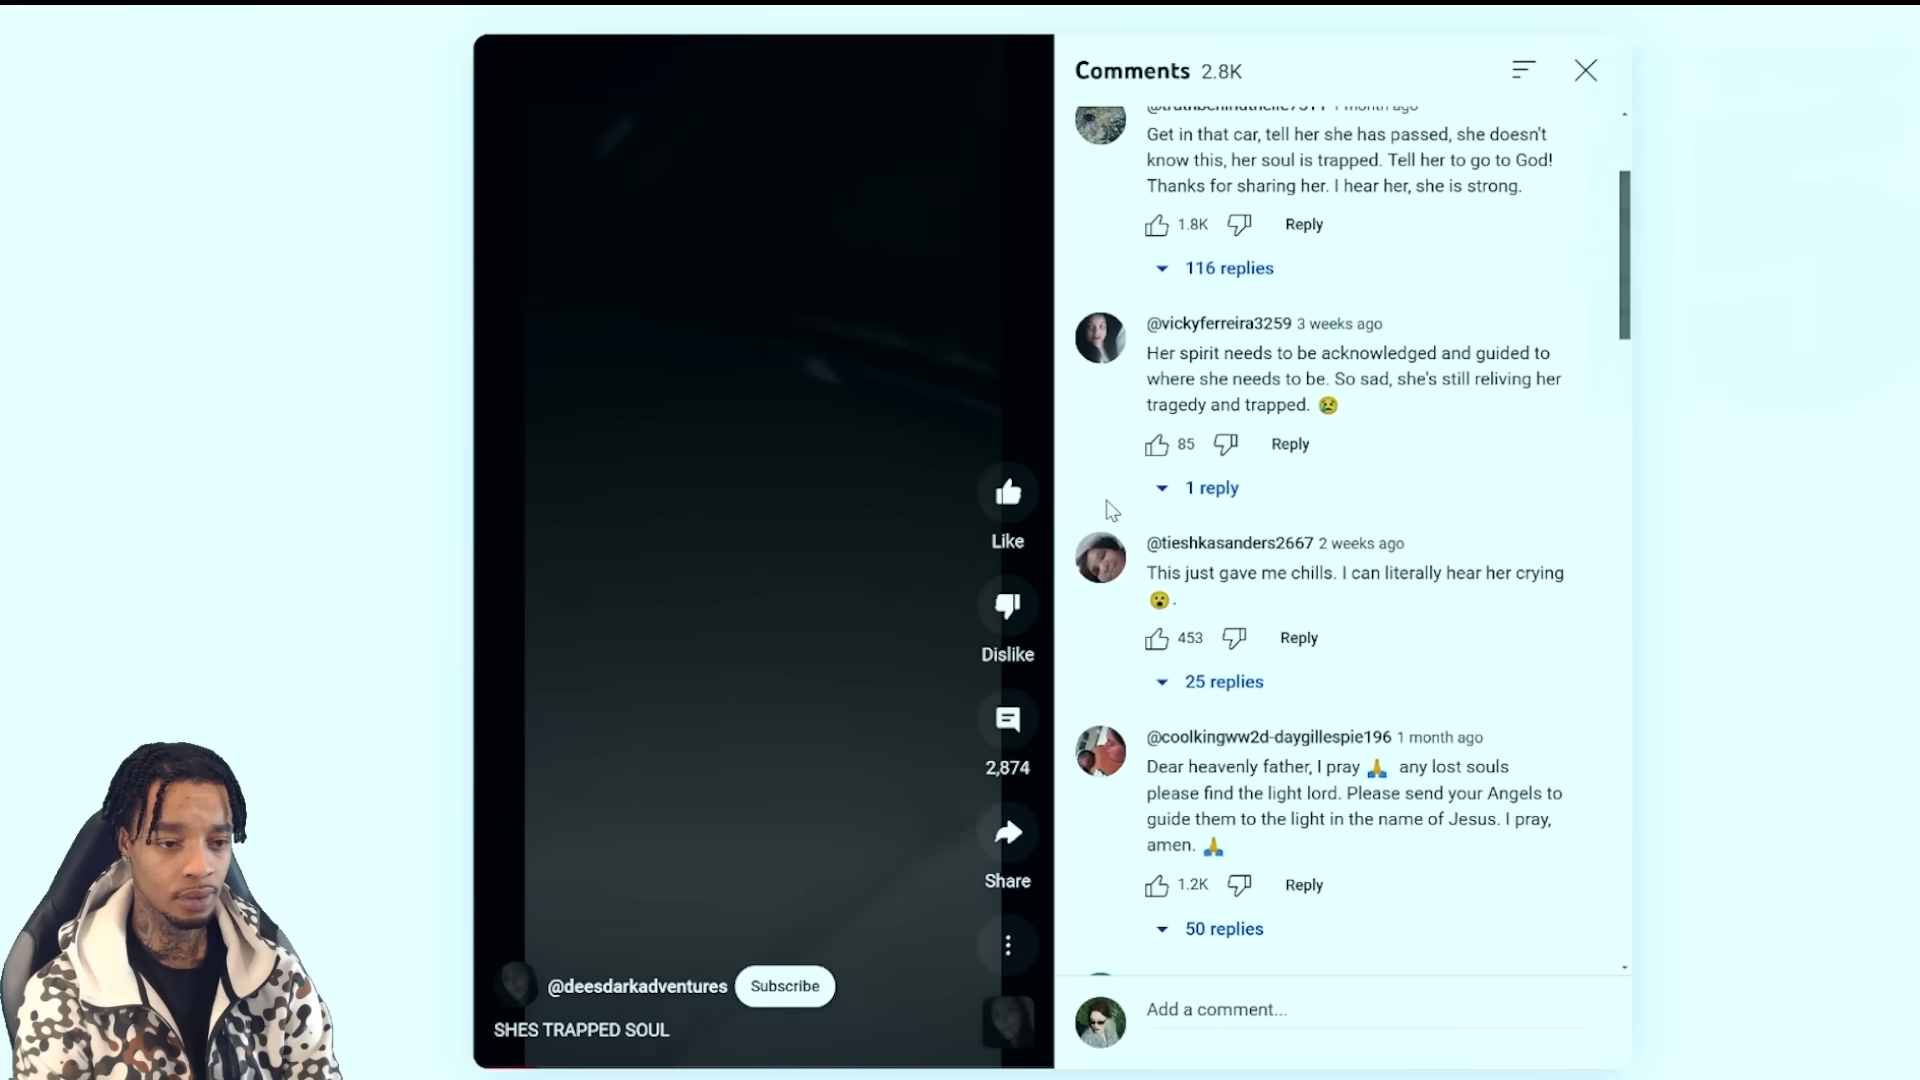 Comments 2.8K
1 month ago
Get in that car, tell her she has passed, she doesn't
know this, her soul is trapped. Tell her to go to God!
Thanks for sharing her. I hear her, she is strong.
1.8K Reply
116 replies
@vickyferreira3259 3 weeks ago
Her spirit needs to be acknowledged and guided to
where she needs to be. So sad, she's still reliving her
tragedy and trapped. 😢
85 Reply
1 reply
@tieshkasanders2667 2 weeks ago
This just gave me chills. I can literally hear her crying
😮.
453 Reply
25 replies
@coolkingww2d-daygillespie196 1 month ago
Dear heavenly father, I pray 🙏 any lost souls
please find the light lord. Please send your Angels to
guide them to the light in the name of Jesus. I pray,
amen. 🙏
1.2K Reply
50 replies
Add a comment...
Like
Dislike
2,874
Share
@deesdarkadventures Subscribe
SHES TRAPPED SOUL